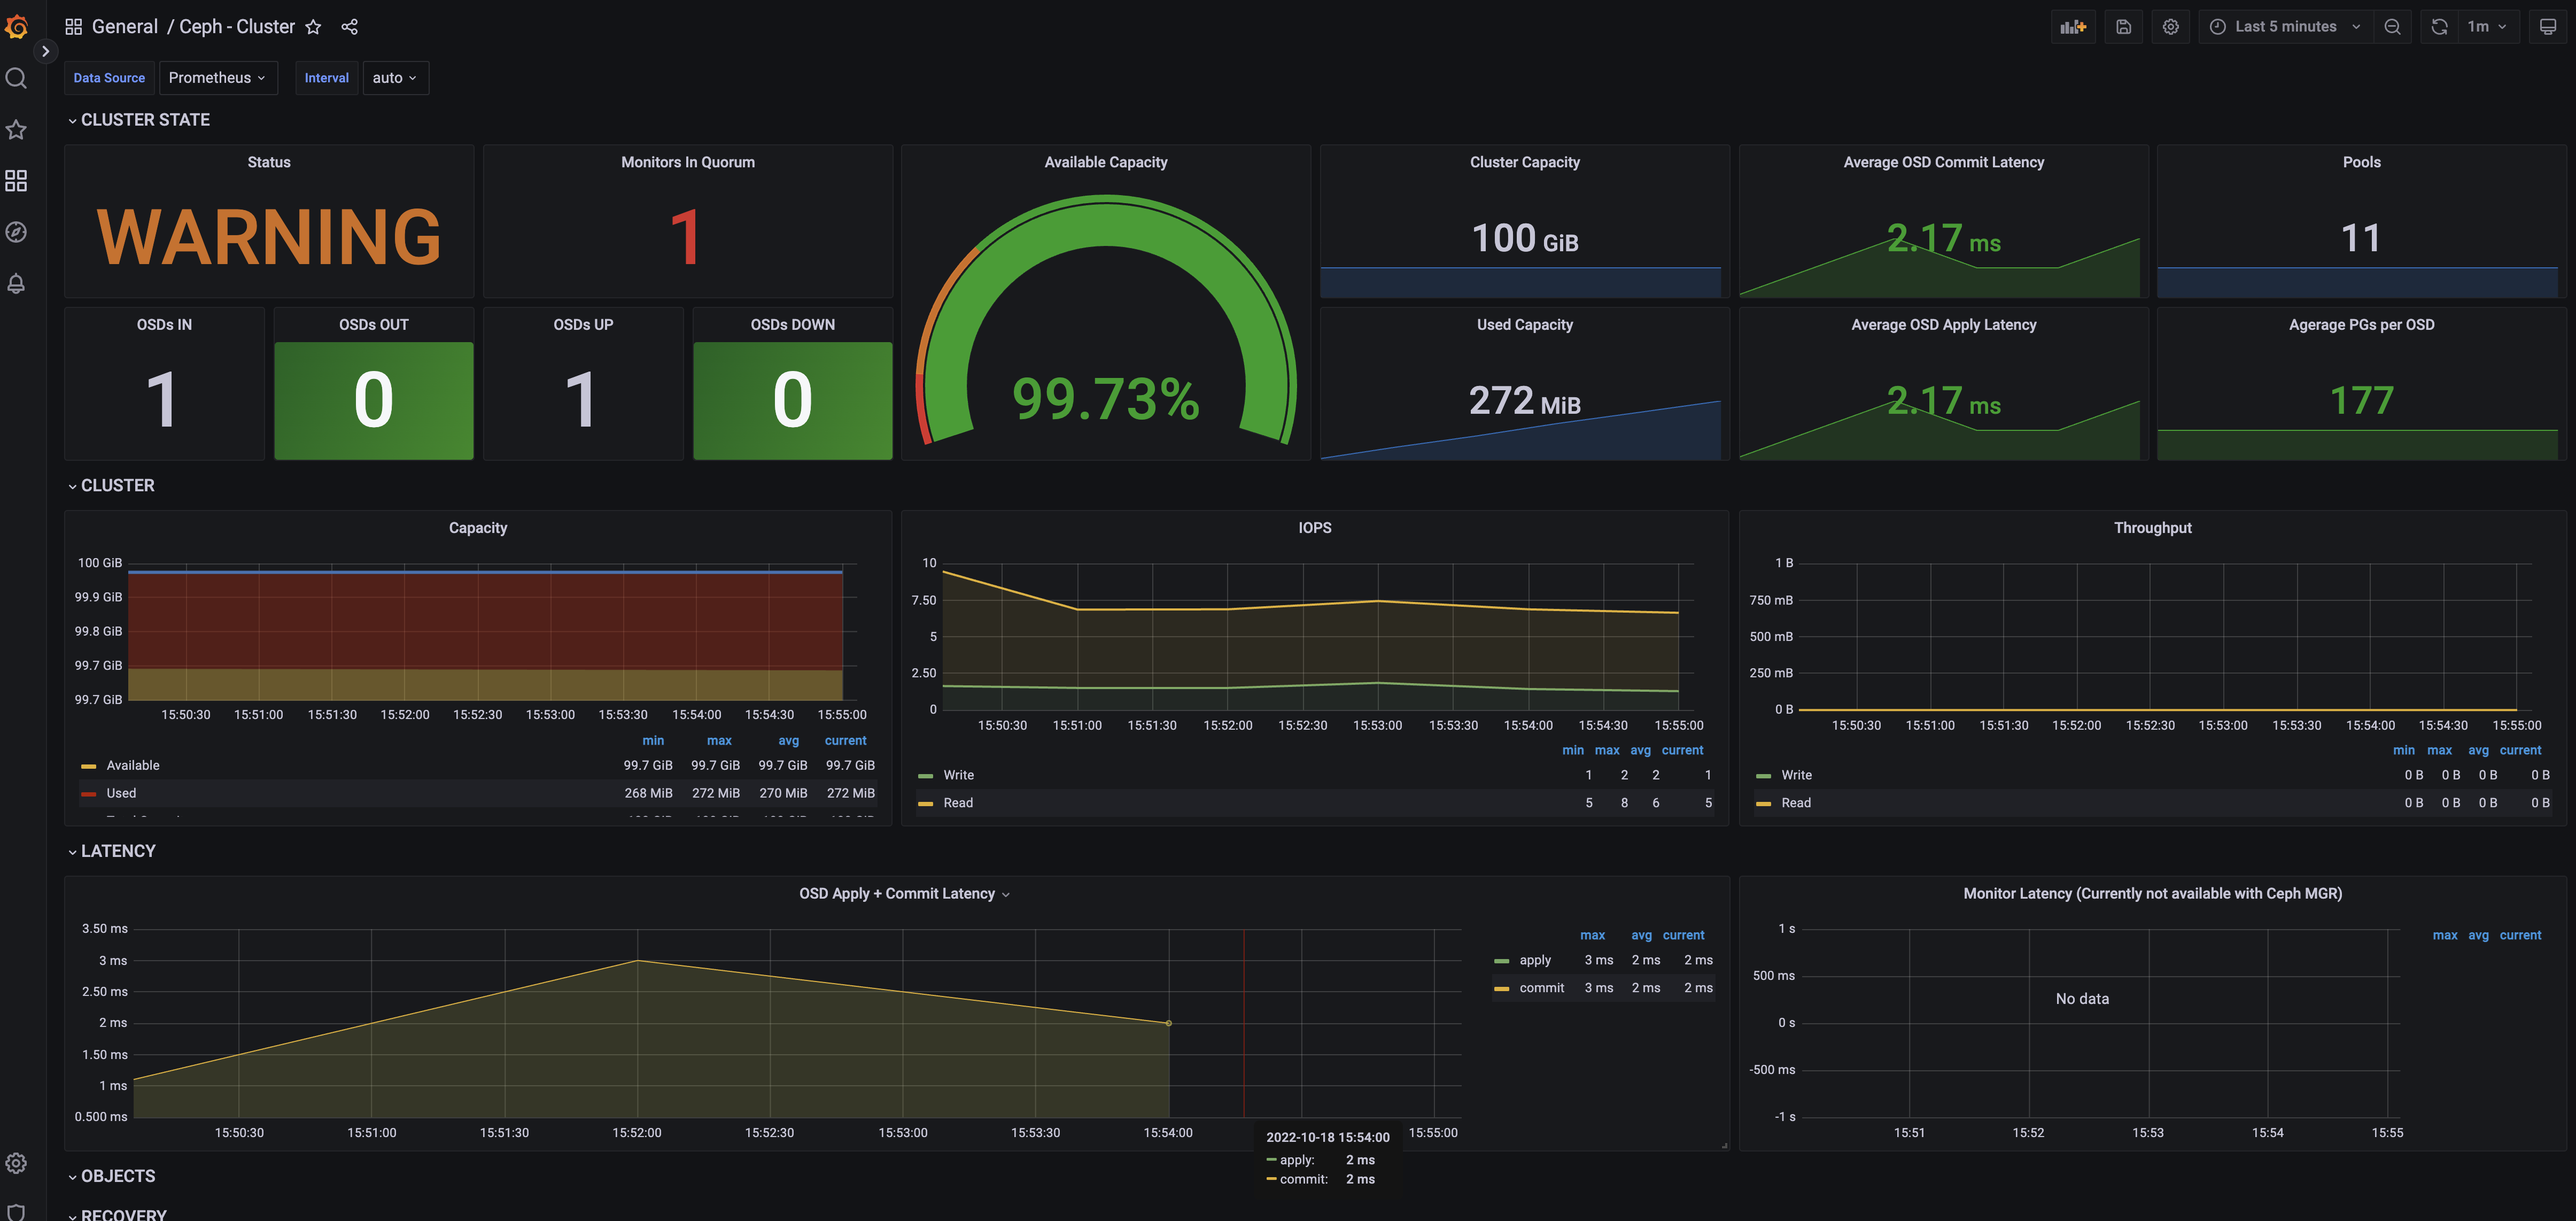 General / Ceph - Cluster
Last 5 minutes
1m
Data Source Prometheus Interval auto
CLUSTER STATE
Status
WARNING
Monitors In Quorum
1
Available Capacity
99.73%
Cluster Capacity
100 GiB
Average OSD Commit Latency
2.17 ms
Pools
11
OSDs IN
1
OSDs OUT
0
OSDs UP
1
OSDs DOWN
0
Used Capacity
272 MiB
Average OSD Apply Latency
2.17 ms
Agerage PGs per OSD
177
CLUSTER
Capacity
100 GiB
99.9 GiB
99.8 GiB
99.7 GiB
99.7 GiB
15:50:30 15:51:00 15:51:30 15:52:00 15:52:30 15:53:00 15:53:30 15:54:00 15:54:30 15:55:00
min max avg current
Available 99.7 GiB 99.7 GiB 99.7 GiB 99.7 GiB
Used 268 MiB 272 MiB 270 MiB 272 MiB
IOPS
10
7.50
5
2.50
0
15:50:30 15:51:00 15:51:30 15:52:00 15:52:30 15:53:00 15:53:30 15:54:00 15:54:30 15:55:00
min max avg current
Write 1 2 2 1
Read 5 8 6 5
Throughput
1 B
750 mB
500 mB
250 mB
0 B
15:50:30 15:51:00 15:51:30 15:52:00 15:52:30 15:53:00 15:53:30 15:54:00 15:54:30 15:55:00
min max avg current
Write 0 B 0 B 0 B 0 B
Read 0 B 0 B 0 B 0 B
LATENCY
OSD Apply + Commit Latency
3.50 ms
3 ms
2.50 ms
2 ms
1.50 ms
1 ms
0.500 ms
15:50:30 15:51:00 15:51:30 15:52:00 15:52:30 15:53:00 15:53:30 15:54:00 15:55:00
max avg current
apply 3 ms 2 ms 2 ms
commit 3 ms 2 ms 2 ms
2022-10-18 15:54:00
apply: 2 ms
commit: 2 ms
Monitor Latency (Currently not available with Ceph MGR)
1 s
500 ms
0 s
-500 ms
-1 s
No data
15:51 15:52 15:53 15:54 15:55
max avg current
OBJECTS
RECOVERY